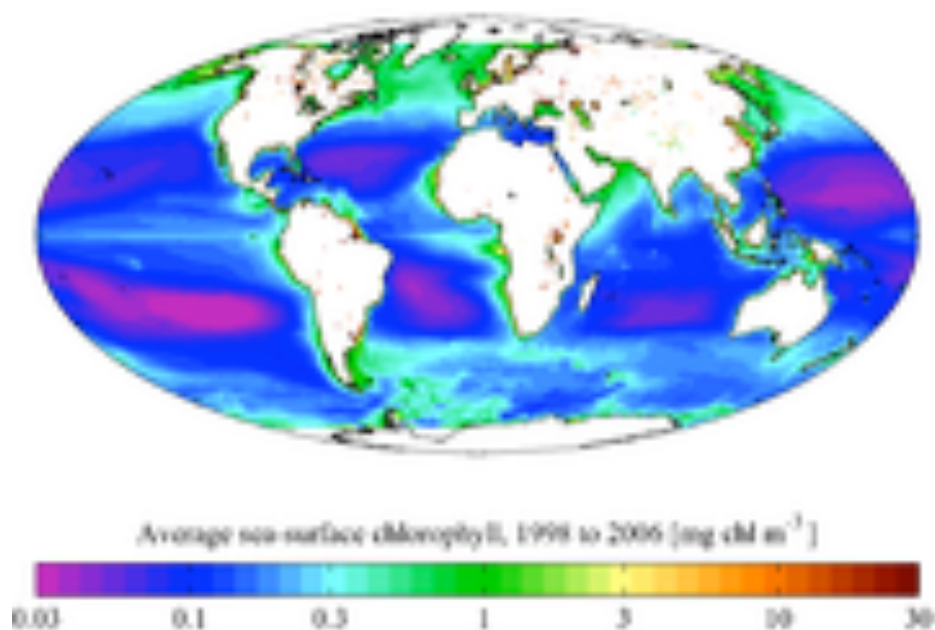 Average sea-surface chlorophyll, 1998 to 2006 [mg chl m⁻³]
0.03 0.1 0.3 1 3 10 30